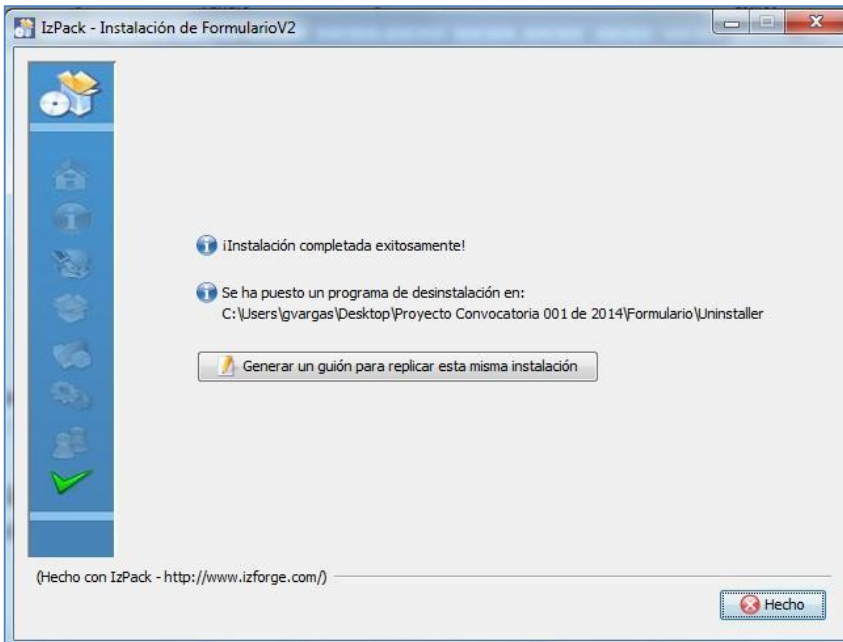 IzPack - Instalación de FormularioV2
¡Instalación completada exitosamente!
Se ha puesto un programa de desinstalación en:
C:\Users\gvargas\Desktop\Proyecto Convocatoria 001 de 2014\Formulario\Uninstaller
Generar un guión para replicar esta misma instalación
(Hecho con IzPack - http://www.izforge.com/)
Hecho